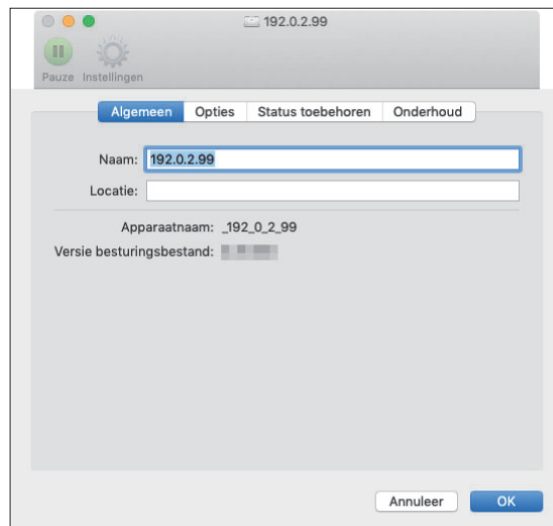 192.0.2.99
Pauze Instellingen
Algemeen Opties Status toebehoren Onderhoud
Naam: 192.0.2.99
Locatie:
Apparaatnaam: _192_0_2_99
Versie besturingsbestand:
Annuleer OK